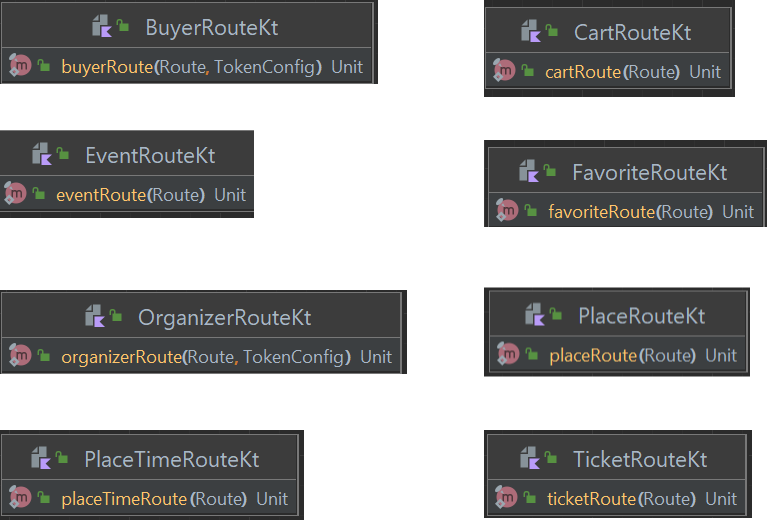 BuyerRouteKt
buyerRoute(Route, TokenConfig) Unit
CartRouteKt
cartRoute(Route) Unit
EventRouteKt
eventRoute(Route) Unit
FavoriteRouteKt
favoriteRoute(Route) Unit
OrganizerRouteKt
organizerRoute(Route, TokenConfig) Unit
PlaceRouteKt
placeRoute(Route) Unit
PlaceTimeRouteKt
placeTimeRoute(Route) Unit
TicketRouteKt
ticketRoute(Route) Unit